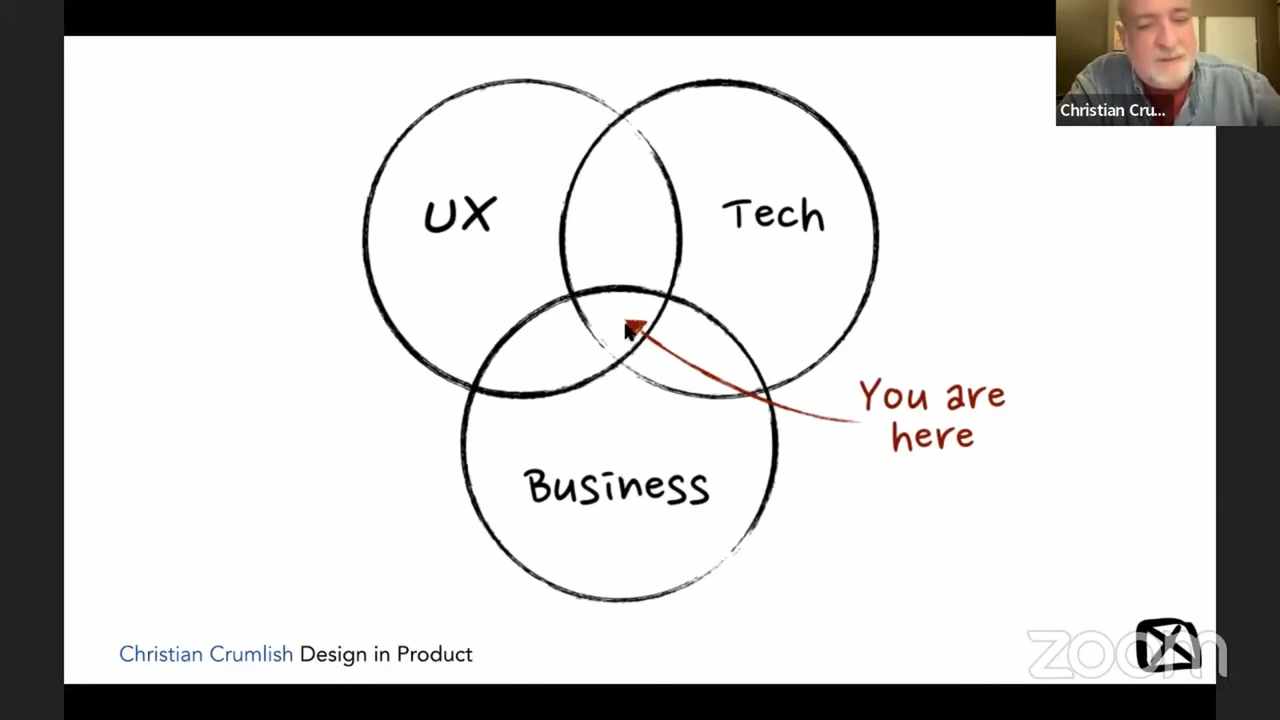 Christian Cru...
UX
Tech
You are
here
Business
Christian Crumlish Design in Product
zoom